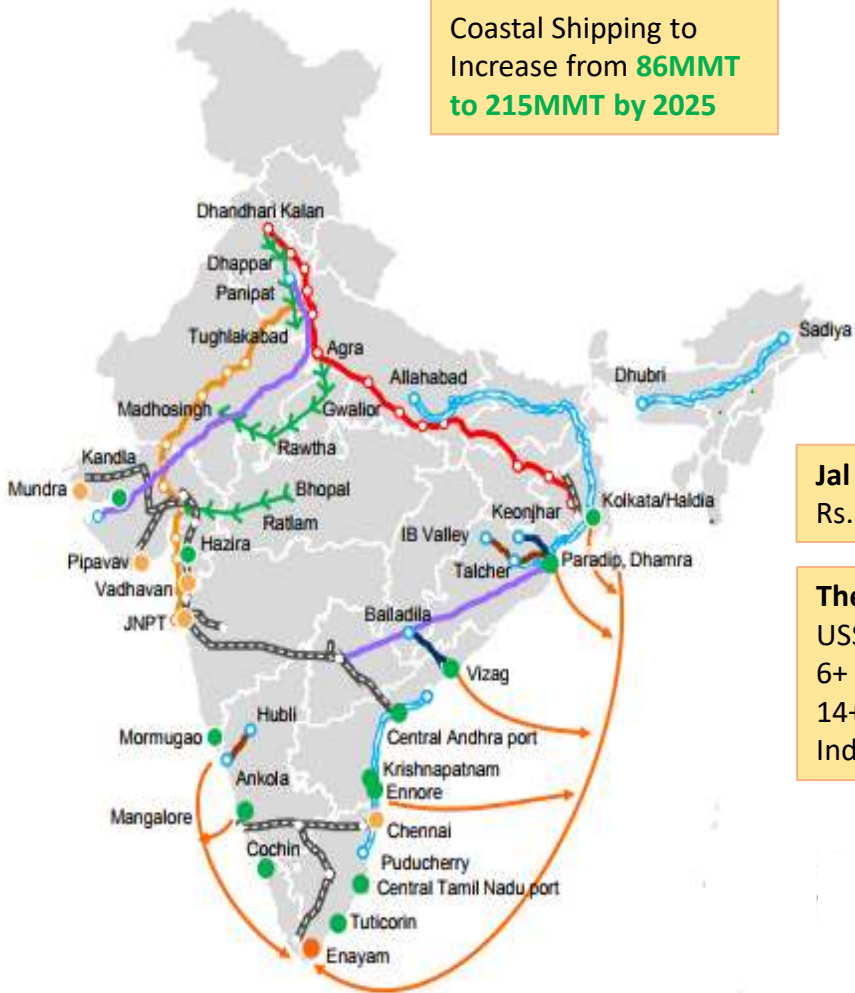 Coastal Shipping to
Increase from 86MMT
to 215MMT by 2025
Dhandhari Kalan
Dhappar
Panipat
Tughlakabad
Agra
Sadiya
Allahabad
Dhubri
Madhosingh
Gwalior
Rawtha
Kandla
Mundra
Bhopal
Ratlam
Keonjhar
Kolkata/Haldia
Jal
Rs.
IB Valley
Hazira
Pipavav
Talcher
Paradip, Dhamra
Vadhavan
The
US$
6+
14+
Ind
JNPT
Bailadila
Vizag
Hubli
Mormugao
Central Andhra port
Ankola
Krishnapatnam
Ennore
Mangalore
Chennai
Cochin
Puducherry
Central Tamil Nadu port
Tuticorin
Enayam